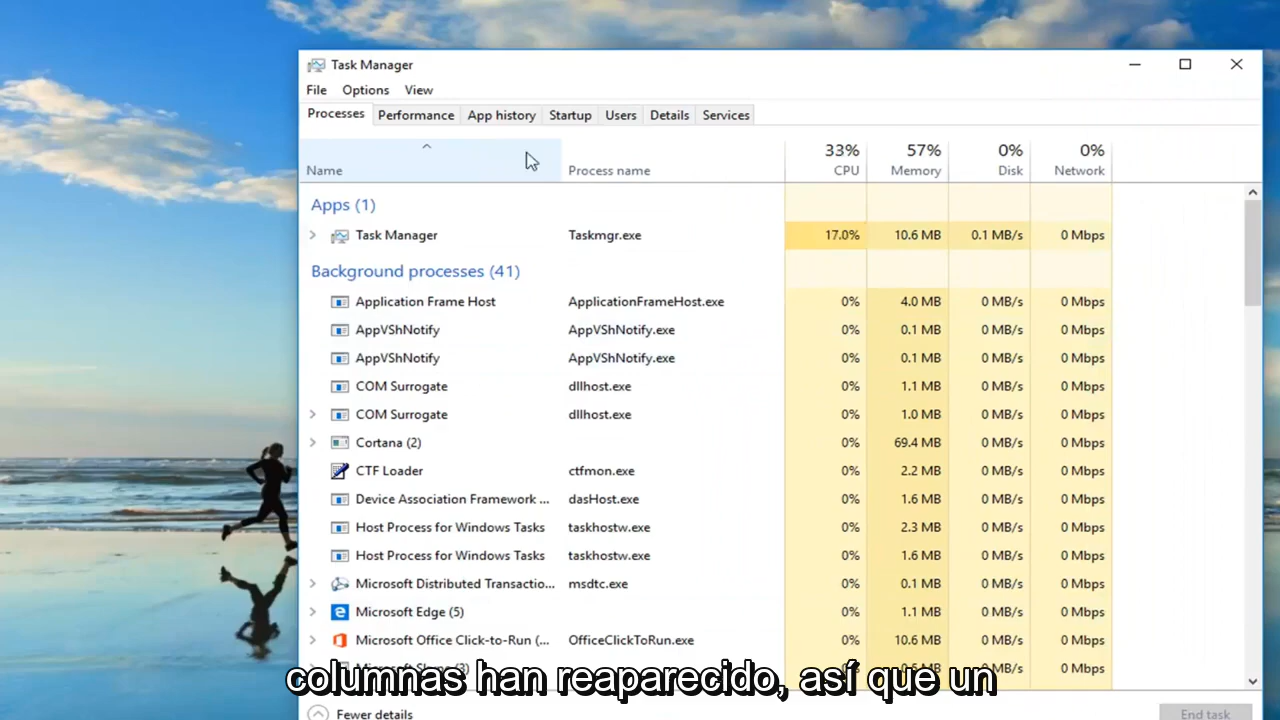 Task Manager
File Options View
Processes Performance App history Startup Users Details Services
33% 57% 0% 0%
Name Process name CPU Memory Disk Network
Apps (1)
Task Manager Taskmgr.exe 17.0% 10.6 MB 0.1 MB/s 0 Mbps
Background processes (41)
Application Frame Host ApplicationFrameHost.exe 0% 4.0 MB 0 MB/s 0 Mbps
AppVShNotify AppVShNotify.exe 0% 0.1 MB 0 MB/s 0 Mbps
AppVShNotify AppVShNotify.exe 0% 0.1 MB 0 MB/s 0 Mbps
COM Surrogate dllhost.exe 0% 1.1 MB 0 MB/s 0 Mbps
COM Surrogate dllhost.exe 0% 1.0 MB 0 MB/s 0 Mbps
Cortana (2) 0% 69.4 MB 0 MB/s 0 Mbps
CTF Loader ctfmon.exe 0% 2.2 MB 0 MB/s 0 Mbps
Device Association Framework ... dasHost.exe 0% 1.6 MB 0 MB/s 0 Mbps
Host Process for Windows Tasks taskhostw.exe 0% 2.3 MB 0 MB/s 0 Mbps
Host Process for Windows Tasks taskhostw.exe 0% 1.6 MB 0 MB/s 0 Mbps
Microsoft Distributed Transactio... msdtc.exe 0% 0.1 MB 0 MB/s 0 Mbps
Microsoft Edge (5) 0% 1.1 MB 0 MB/s 0 Mbps
Microsoft Office Click-to-Run (... OfficeClickToRun.exe 0% 10.6 MB 0 MB/s 0 Mbps
0% MB 0 MB/s 0 Mbps
columnas han reaparecido, así que un
Fewer details End task